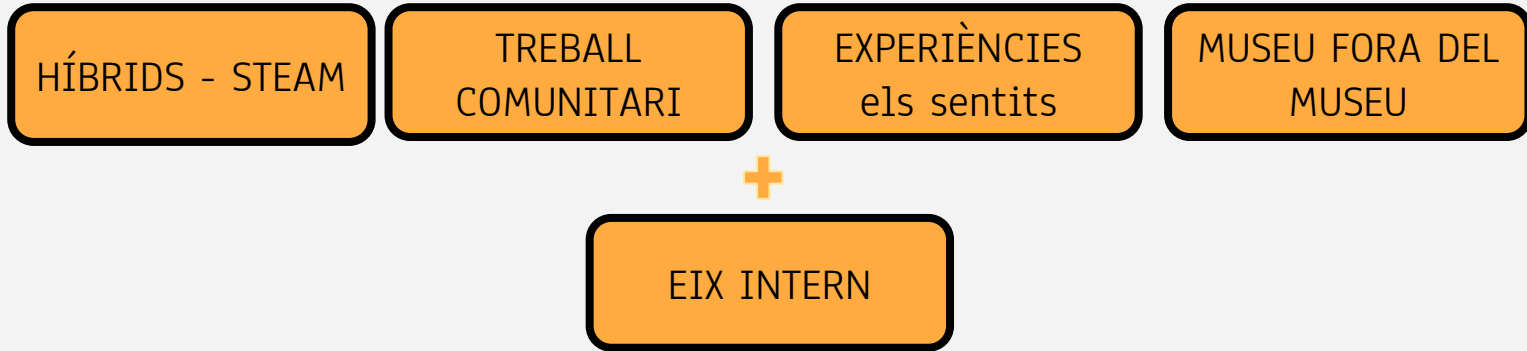 HÍBRIDS - STEAM
TREBALL
COMUNITARI
EXPERIÈNCIES
els sentits
MUSEU FORA DEL
MUSEU
+
EIX INTERN